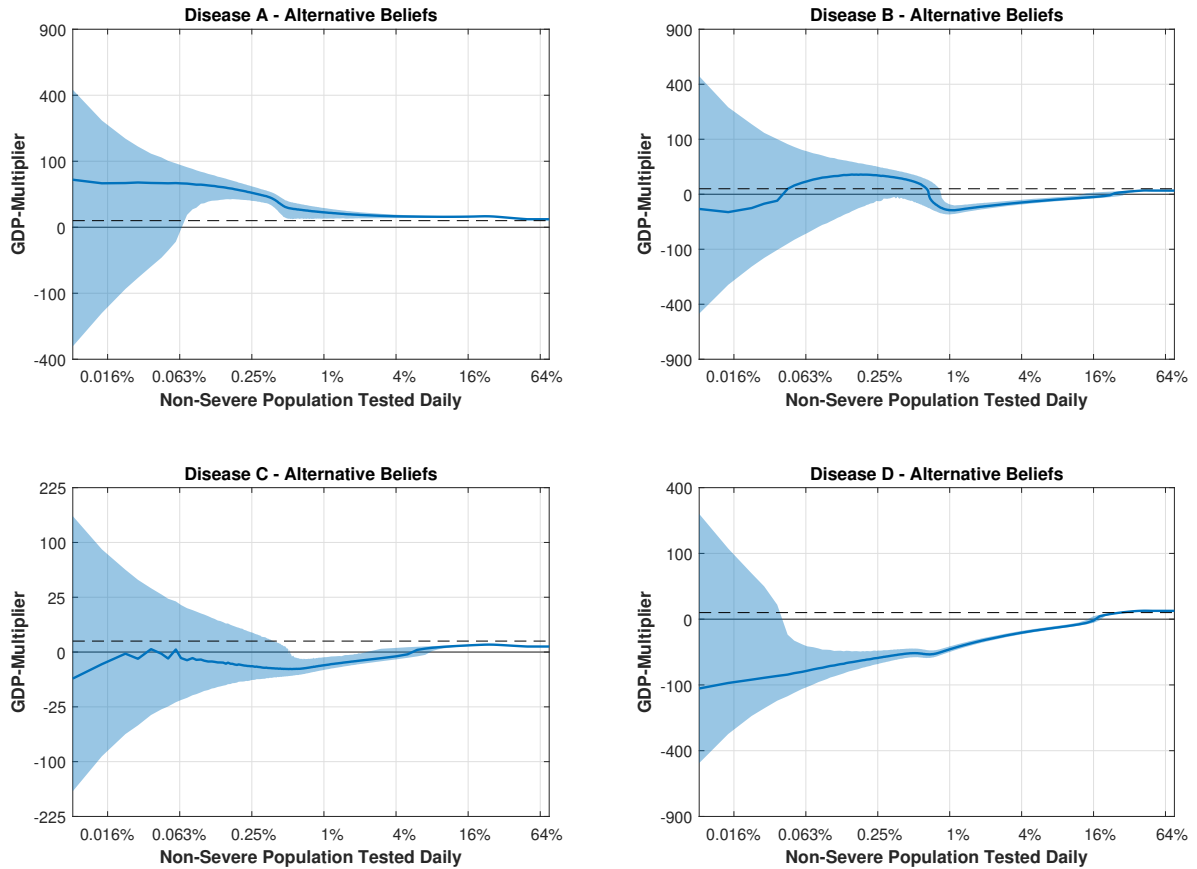 Disease A - Alternative Beliefs
900
400
100
0
-100
-400
GDP-Multiplier
0.016% 0.063% 0.25% 1% 4% 16% 64%
Non-Severe Population Tested Daily
Disease B - Alternative Beliefs
900
400
100
0
-100
-400
-900
GDP-Multiplier
0.016% 0.063% 0.25% 1% 4% 16% 64%
Non-Severe Population Tested Daily
Disease C - Alternative Beliefs
225
100
25
0
-25
-100
-225
GDP-Multiplier
0.016% 0.063% 0.25% 1% 4% 16% 64%
Non-Severe Population Tested Daily
Disease D - Alternative Beliefs
400
100
0
-100
-400
-900
GDP-Multiplier
0.016% 0.063% 0.25% 1% 4% 16% 64%
Non-Severe Population Tested Daily